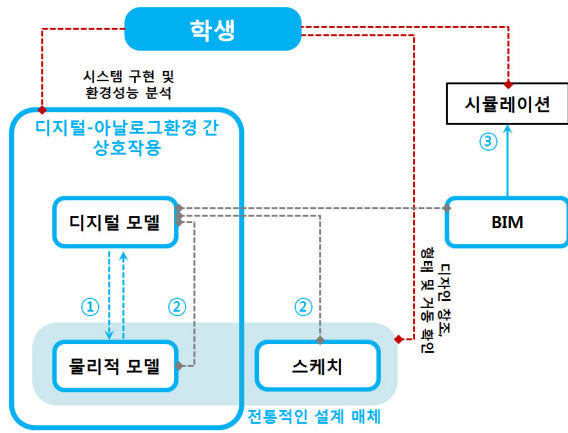 학생
시스템 구현 및
환경성능 분석
시뮬레이션
디지털-아날로그환경 간
상호작용
③
디지털 모델
BIM
디자인 창조,
형태 및 거동 확인
①
②
②
물리적 모델
스케치
전통적인 설계 매체